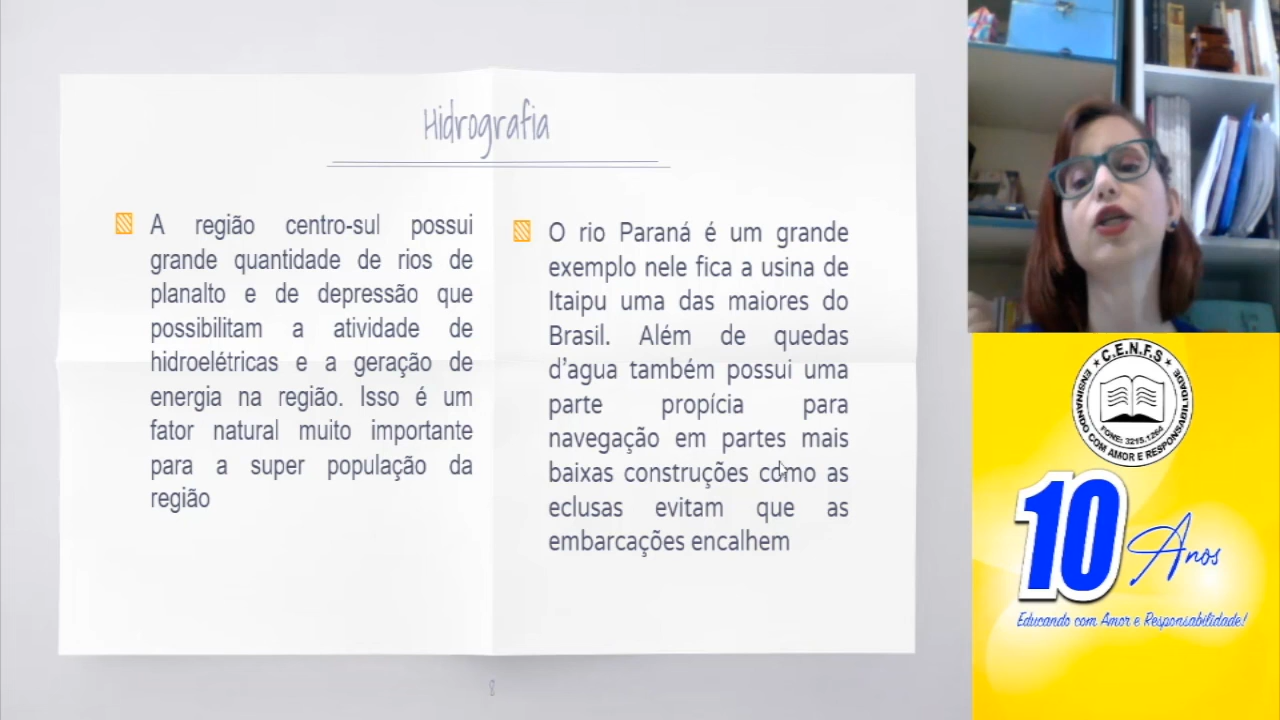 Hidrografia
A região centro-sul possui
grande quantidade de rios de
planalto e de depressão que
possibilitam a atividade de
hidroelétricas e a geração de
energia na região. Isso é um
fator natural muito importante
para a super população da
região
O rio Paraná é um grande
exemplo nele fica a usina de
Itaipu uma das maiores do
Brasil. Além de quedas
d’agua também possui uma
parte propícia para
navegação em partes mais
baixas construções como as
eclusas evitam que as
embarcações encalhem
8
★ C.E.N.F.S ★
ENSINANDO COM AMOR E RESPONSABILIDADE
FONE: 3215.1264
10 Anos
Educando com Amor e Responsabilidade!